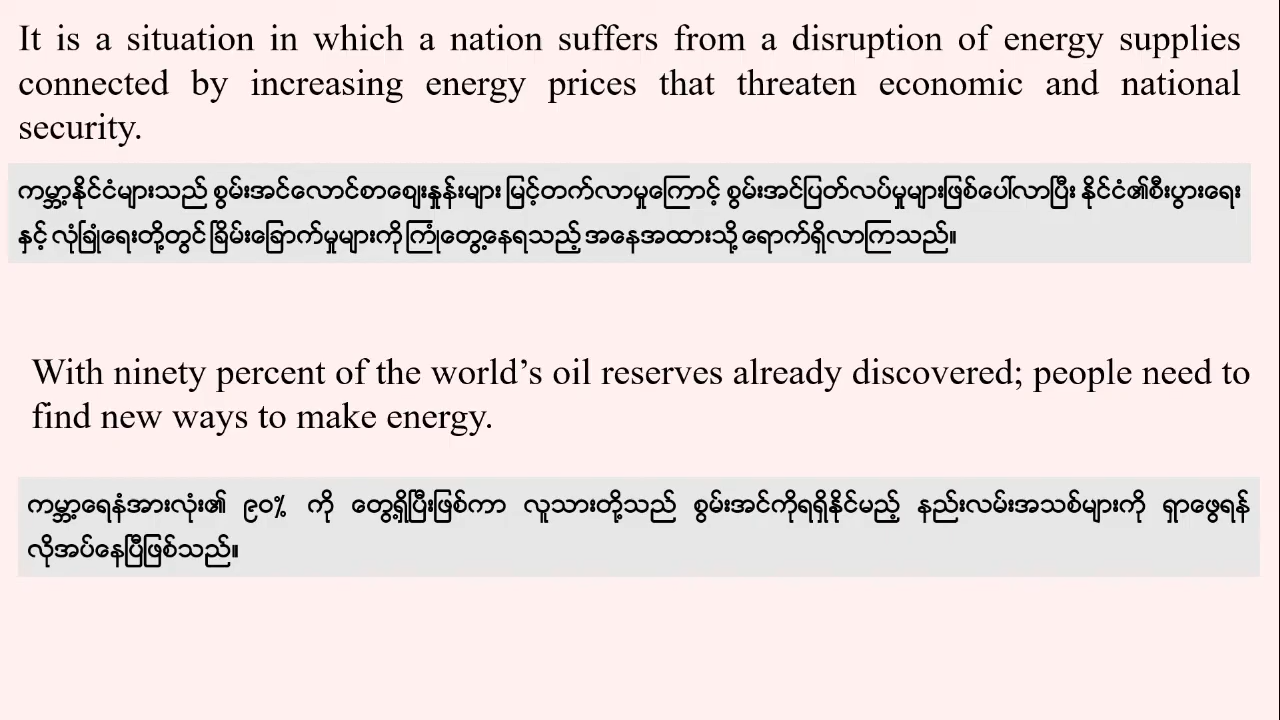 It is a situation in which a nation suffers from a disruption of energy supplies
connected by increasing energy prices that threaten economic and national
security.
ကမ္ဘာ့နိုင်ငံများသည် စွမ်းအင်လောင်စာဈေးနှုန်းများ မြင့်တက်လာမှုကြောင့် စွမ်းအင်ပြတ်လပ်မှုများဖြစ်ပေါ်လာပြီး နိုင်ငံ၏စီးပွားရေး
နှင့် လုံခြုံရေးတို့တွင် ခြိမ်းခြောက်မှုများကို ကြုံတွေ့နေရသည့် အနေအထားသို့ ရောက်ရှိလာကြသည်။
With ninety percent of the world’s oil reserves already discovered; people need to
find new ways to make energy.
ကမ္ဘာ့ရေနံအားလုံး၏ ၉၀% ကို တွေ့ရှိပြီးဖြစ်ကာ လူသားတို့သည် စွမ်းအင်ကိုရရှိနိုင်မည့် နည်းလမ်းအသစ်များကို ရှာဖွေရန်
လိုအပ်နေပြီဖြစ်သည်။